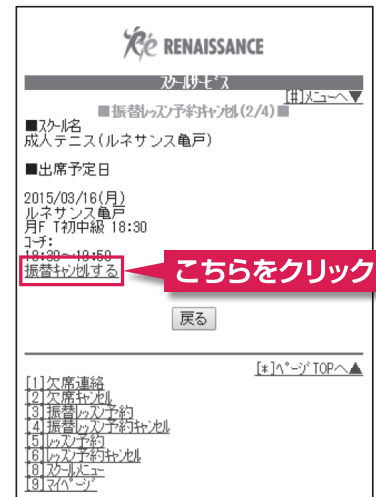 RENAISSANCE
ｽｸｰﾙｻｰﾋﾞｽ
[#]ﾒﾆｭｰへ▼
■振替ﾚｯｽﾝ予約ｷｬﾝｾﾙ(2/4)■
■ｽｸｰﾙ名
成人テニス(ルネサンス亀戸)
■出席予定日
2015/03/16(月)
ルネサンス亀戸
月F T初中級 18:30
ｺｰﾁ:
18:30～19:50
振替ｷｬﾝｾﾙする
こちらをクリック
戻る
[*]ﾍﾟｰｼﾞTOPへ▲
[1]欠席連絡
[2]欠席ｷｬﾝｾﾙ
[3]振替ﾚｯｽﾝ予約
[4]振替ﾚｯｽﾝ予約ｷｬﾝｾﾙ
[5]ﾚｯｽﾝ予約
[6]ﾚｯｽﾝ予約ｷｬﾝｾﾙ
[8]ｽｸｰﾙﾒﾆｭｰ
[9]ﾏｲﾍﾟｰｼﾞ